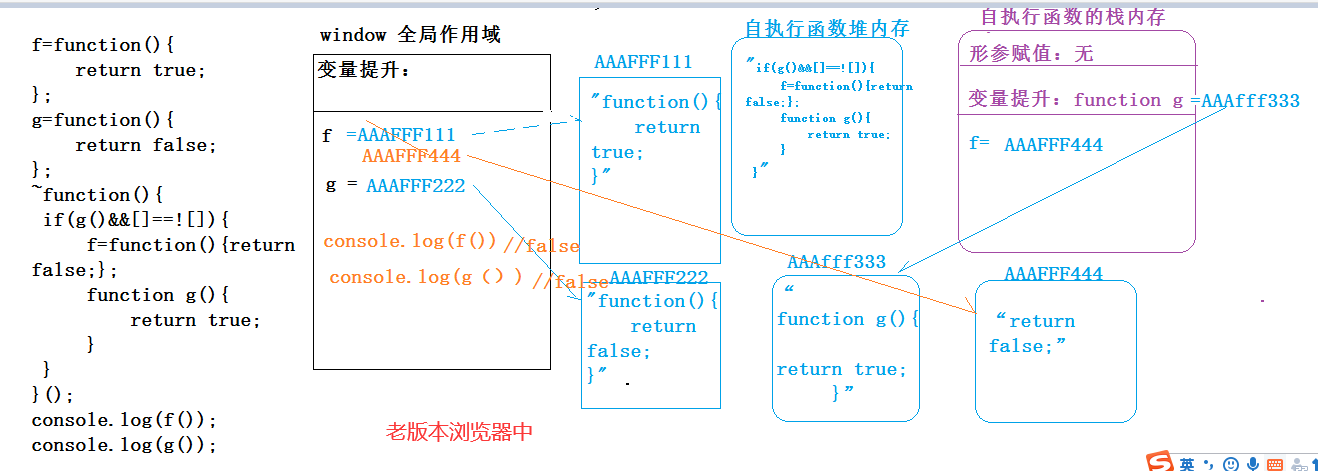 f=function(){
return true;
};
g=function(){
return false;
};
~function(){
if(g()&&[]==![]){
f=function(){return
false;};
function g(){
return true;
}
}
}();
console.log(f());
console.log(g());
window 全局作用域
变量提升：
f =AAAFFF111
AAAFFF444
g = AAAFFF222
console.log(f()) //false
console.log(g（）) //false
老版本浏览器中
AAAFFF111
"function(){
return
true;
}"
AAAFFF222
"function(){
return
false;
}"
自执行函数堆内存
"if(g()&&[]==![]){
f=function(){return
false;};
function g(){
return true;
}
}"
AAAfff333
“
function g(){
return true;
}”
自执行函数的栈内存
形参赋值：无
变量提升：function g =AAAfff333
f= AAAFFF444
AAAFFF444
“return
false;”
英